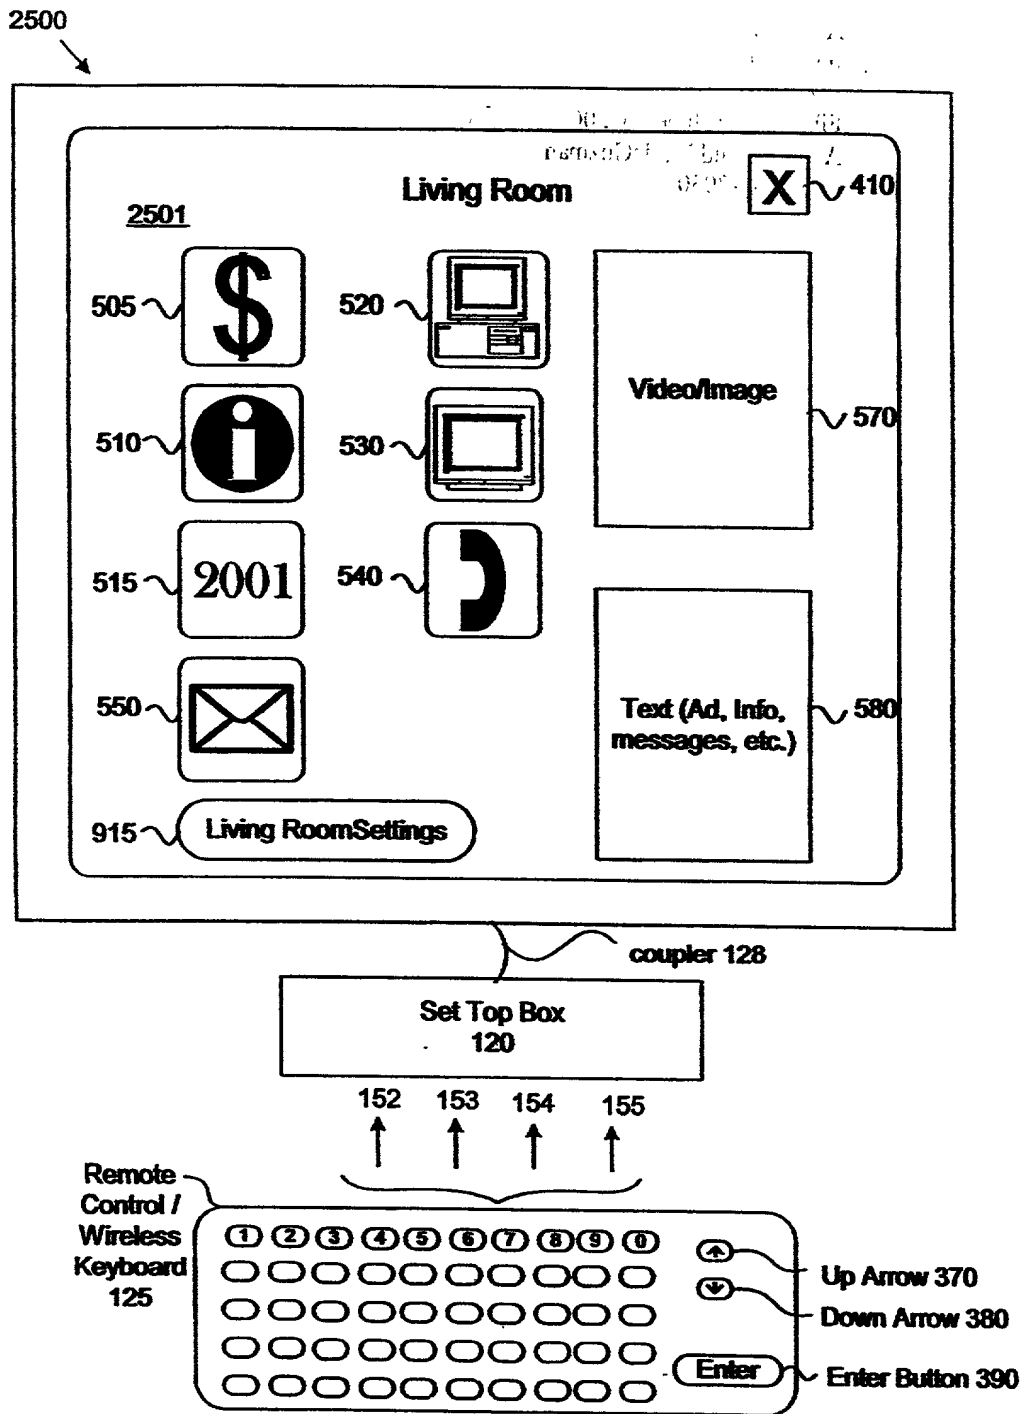 2500
Living Room
X
410
2501
505
$
520
Video/Image
570
510
i
530
515
2001
540
550
Text (Ad, Info,
messages, etc.)
580
915
Living RoomSettings
coupler 128
Set Top Box
120
152 153 154 155
Remote
Control /
Wireless
Keyboard
125
1 2 3 4 5 6 7 8 9 0
Up Arrow 370
Down Arrow 380
Enter
Enter Button 390